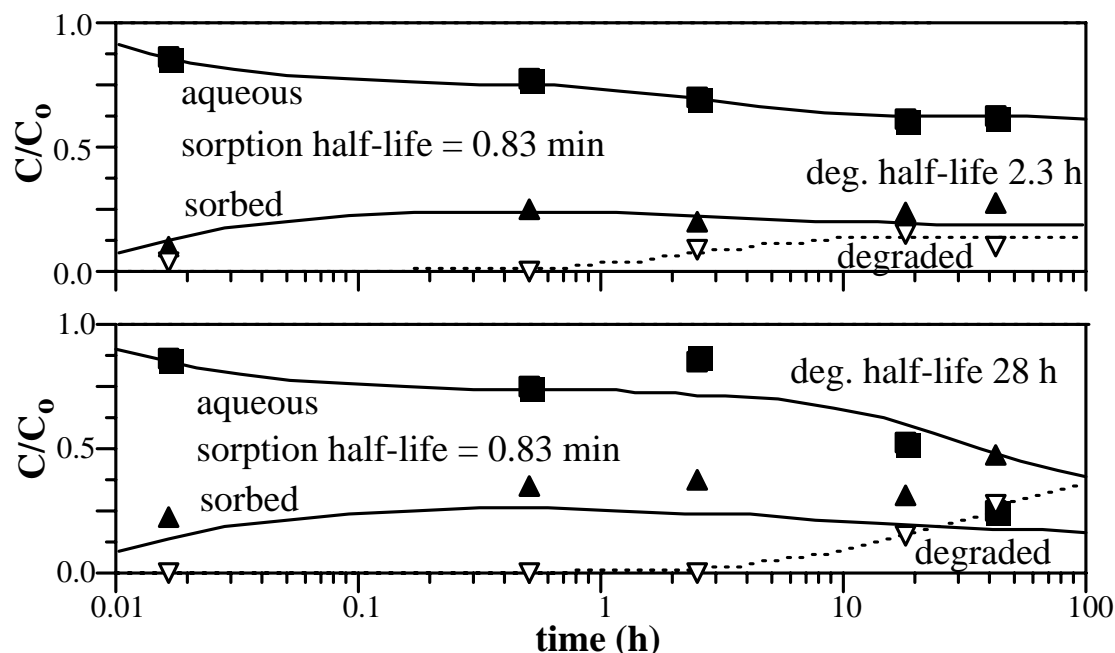 1.0
aqueous
sorption half-life = 0.83 min
C/Co
0.5
deg. half-life 2.3 h
sorbed
degraded
0.0
1.0
deg. half-life 28 h
aqueous
sorption half-life = 0.83 min
C/Co
0.5
sorbed
degraded
0.0
0.01 0.1 1 10 100
time (h)